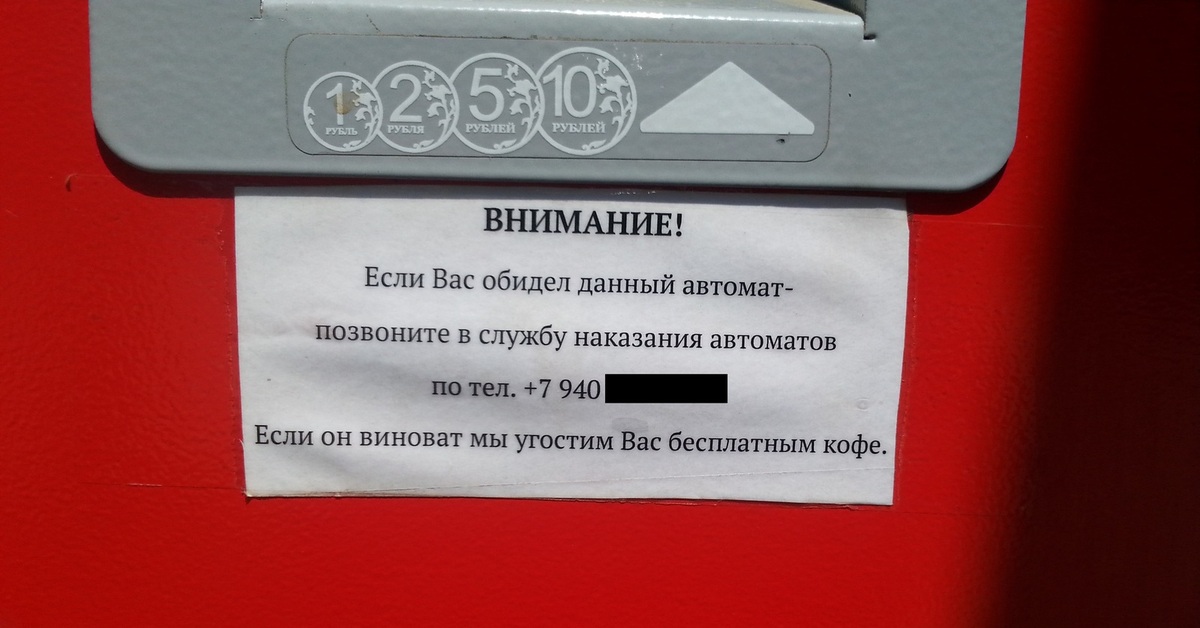 1 2 5 10
РУБЛЬ РУБЛЯ РУБЛЕЙ РУБЛЕЙ
ВНИМАНИЕ!
Если Вас обидел данный автомат-
позвоните в службу наказания автоматов
по тел. +7 940
Если он виноват мы угостим Вас бесплатным кофе.